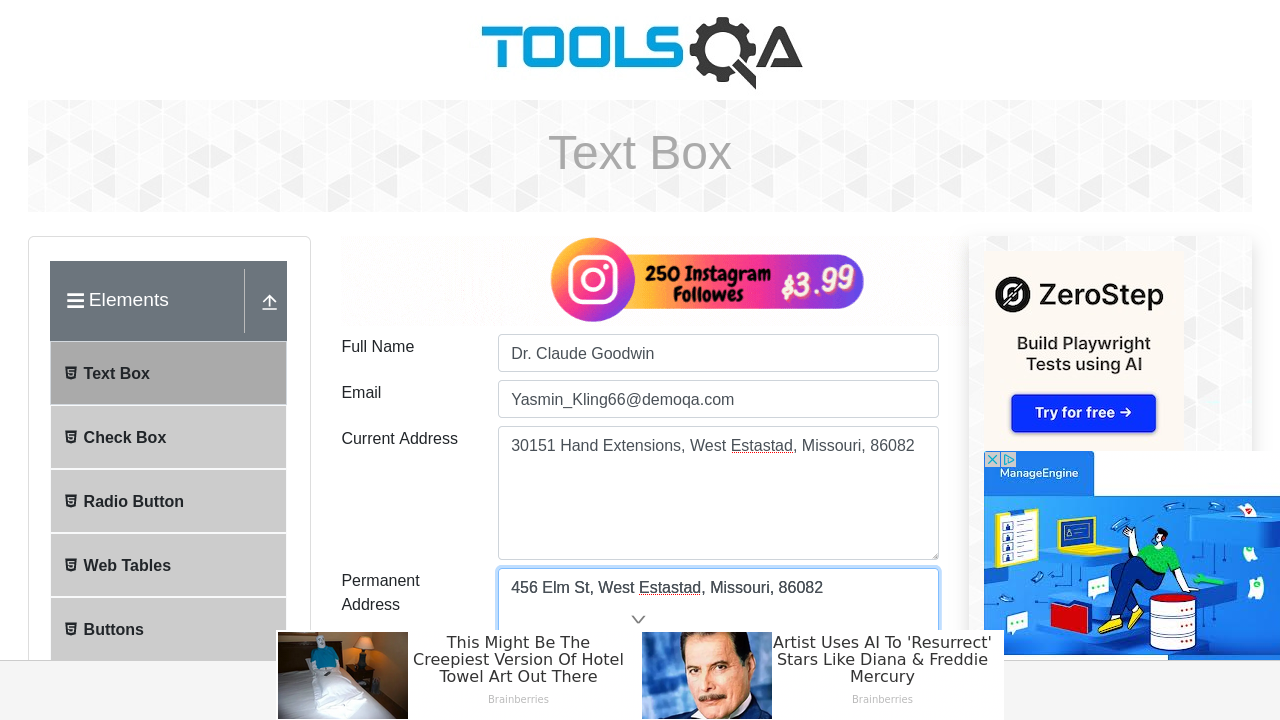 TOOLSQA
Text Box
Elements
Text Box
Check Box
Radio Button
Web Tables
Buttons
250 Instagram
Followes
$3.99
Full Name
Dr. Claude Goodwin
Email
Yasmin_Kling66@demoqa.com
Current Address
30151 Hand Extensions, West Estastad, Missouri, 86082
Permanent
Address
456 Elm St, West Estastad, Missouri, 86082
ZeroStep
Build Playwright
Tests using AI
Try for free →
ManageEngine
This Might Be The
Creepiest Version Of Hotel
Towel Art Out There
Brainberries
Artist Uses AI To 'Resurrect'
Stars Like Diana & Freddie
Mercury
Brainberries